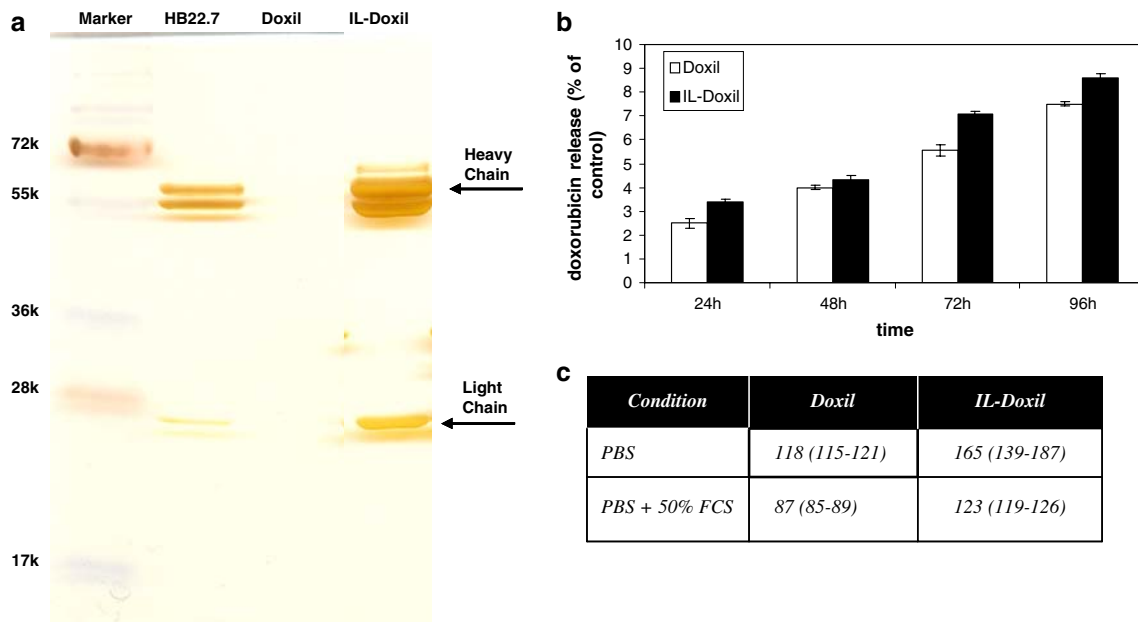 a
Marker HB22.7 Doxil IL-Doxil
72k
55k
36k
28k
17k
Heavy
Chain
Light
Chain
b
doxorubicin release (% of
control)
10
9
8
7
6
5
4
3
2
1
0
Doxil
IL-Doxil
24h 48h 72h 96h
time
c
Condition Doxil IL-Doxil
PBS 118 (115-121) 165 (139-187)
PBS + 50% FCS 87 (85-89) 123 (119-126)